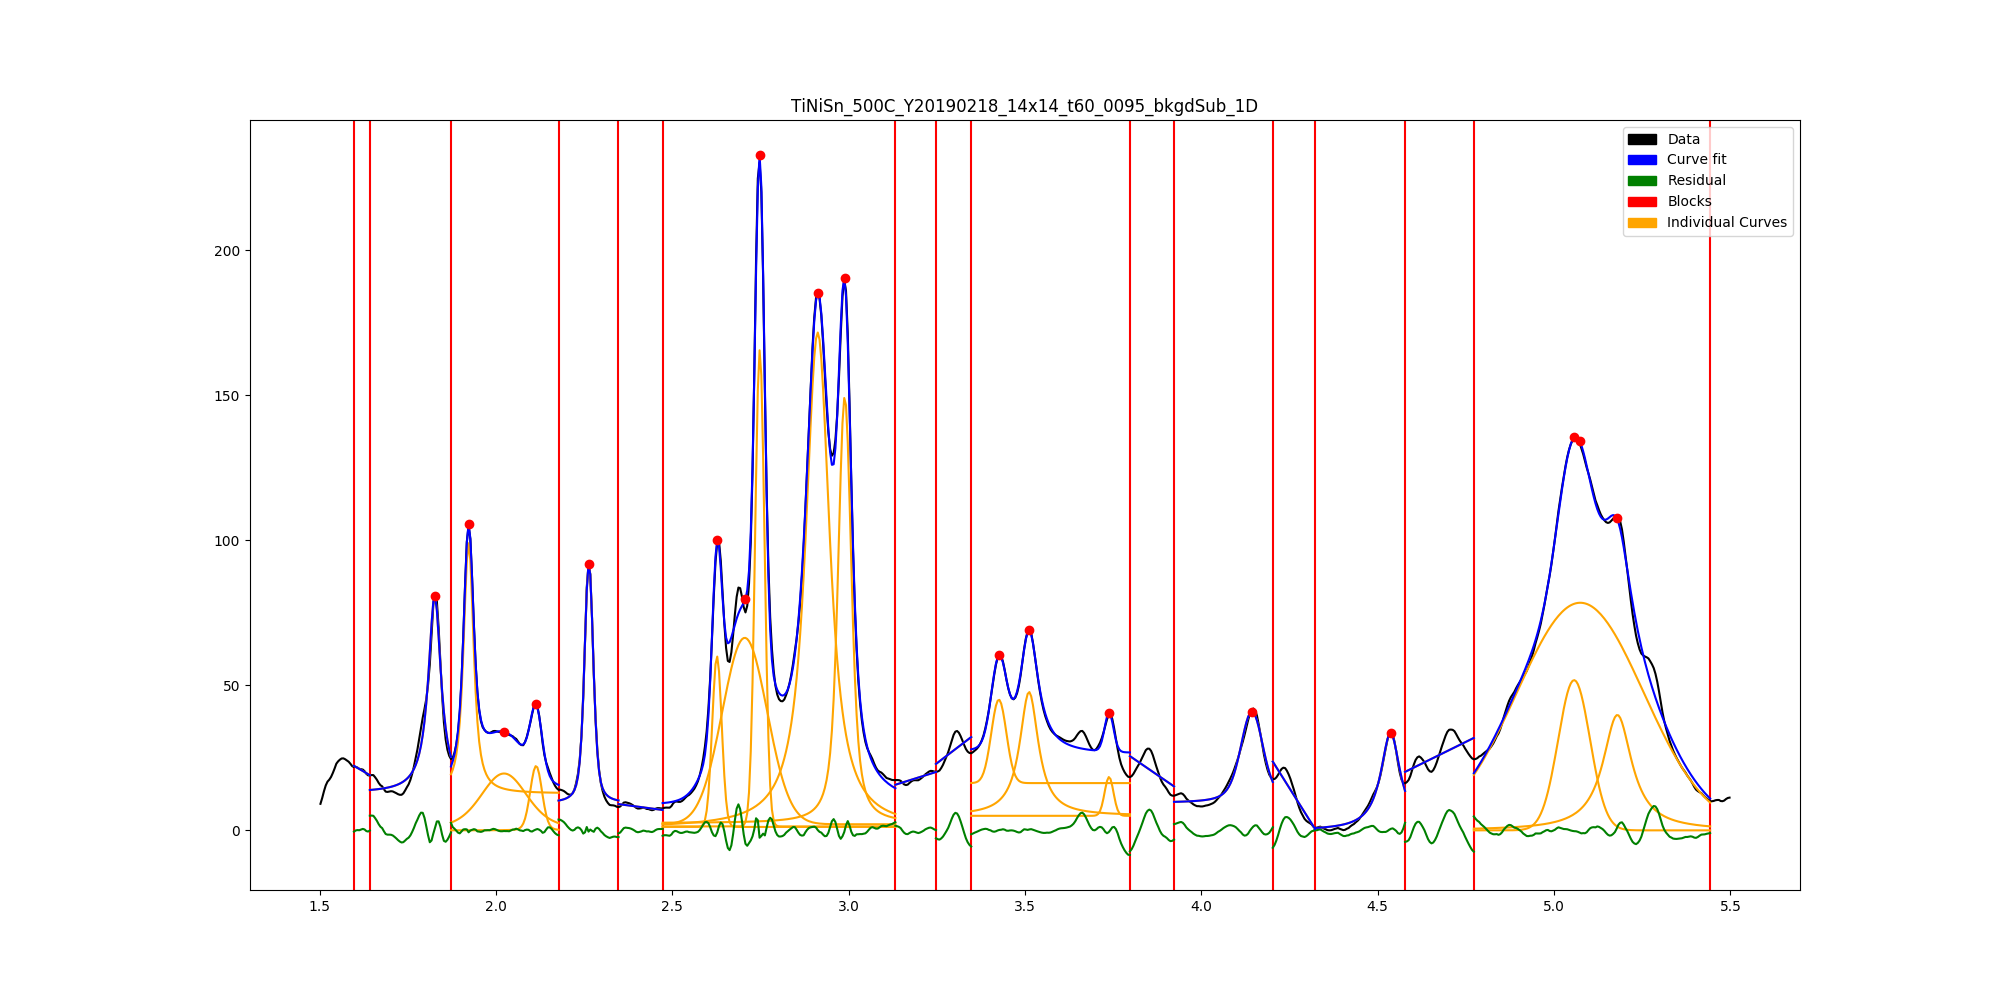 TiNiSn_500C_Y20190218_14x14_t60_0095_bkgdSub_1D
Data
Curve fit
Residual
Blocks
Individual Curves
200
150
100
50
0
1.5 2.0 2.5 3.0 3.5 4.0 4.5 5.0 5.5